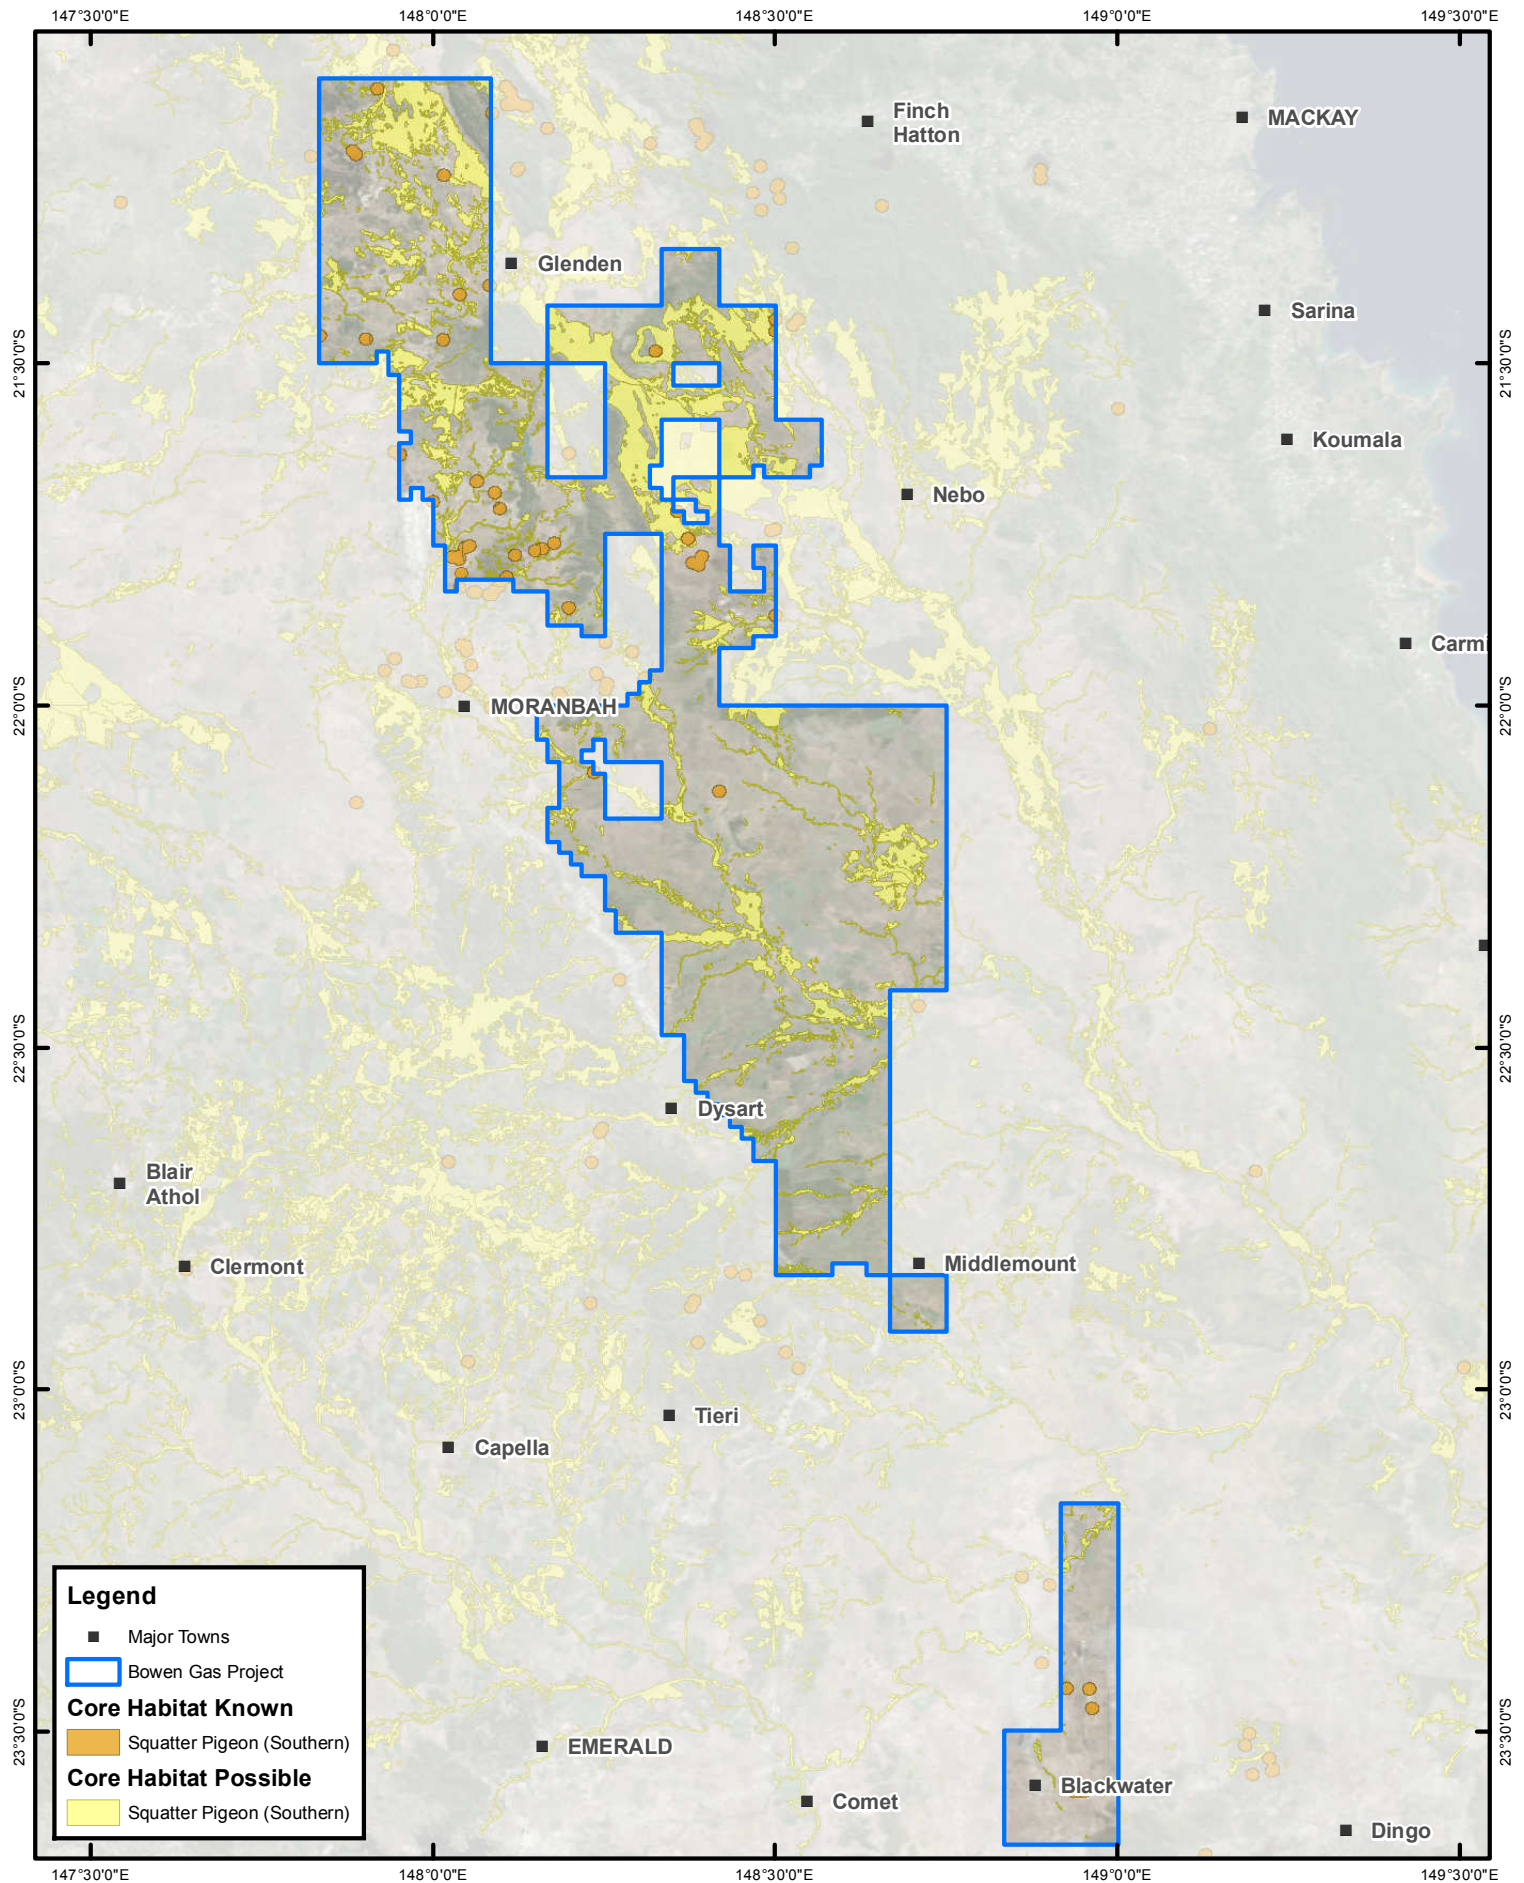 147°30'0"E
148°0'0"E
148°30'0"E
149°0'0"E
149°30'0"E
Finch
Hatton
MACKAY
Glenden
Sarina
21°30'0"S
21°30'0"S
Koumala
Nebo
Carmi
22°0'0"S
22°0'0"S
MORANBAH
22°30'0"S
22°30'0"S
Dysart
Blair
Athol
Clermont
Middlemount
23°0'0"S
23°0'0"S
Tieri
Capella
Legend
Major Towns
Bowen Gas Project
Core Habitat Known
Squatter Pigeon (Southern)
Core Habitat Possible
Squatter Pigeon (Southern)
23°30'0"S
23°30'0"S
EMERALD
Blackwater
Comet
Dingo
147°30'0"E
148°0'0"E
148°30'0"E
149°0'0"E
149°30'0"E